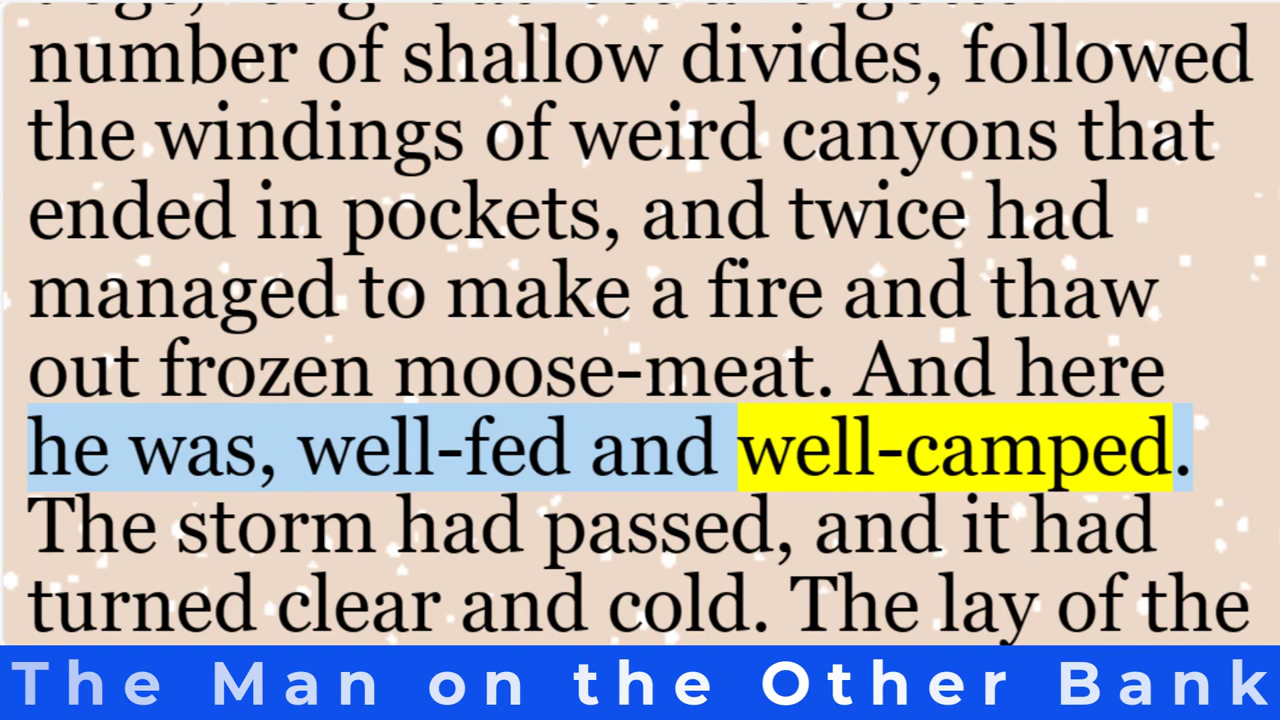 number of shallow divides, followed
the windings of weird canyons that
ended in pockets, and twice had
managed to make a fire and thaw
out frozen moose-meat. And here
he was, well-fed and well-camped.
The storm had passed, and it had
turned clear and cold. The lay of the
The Man on the Other Bank